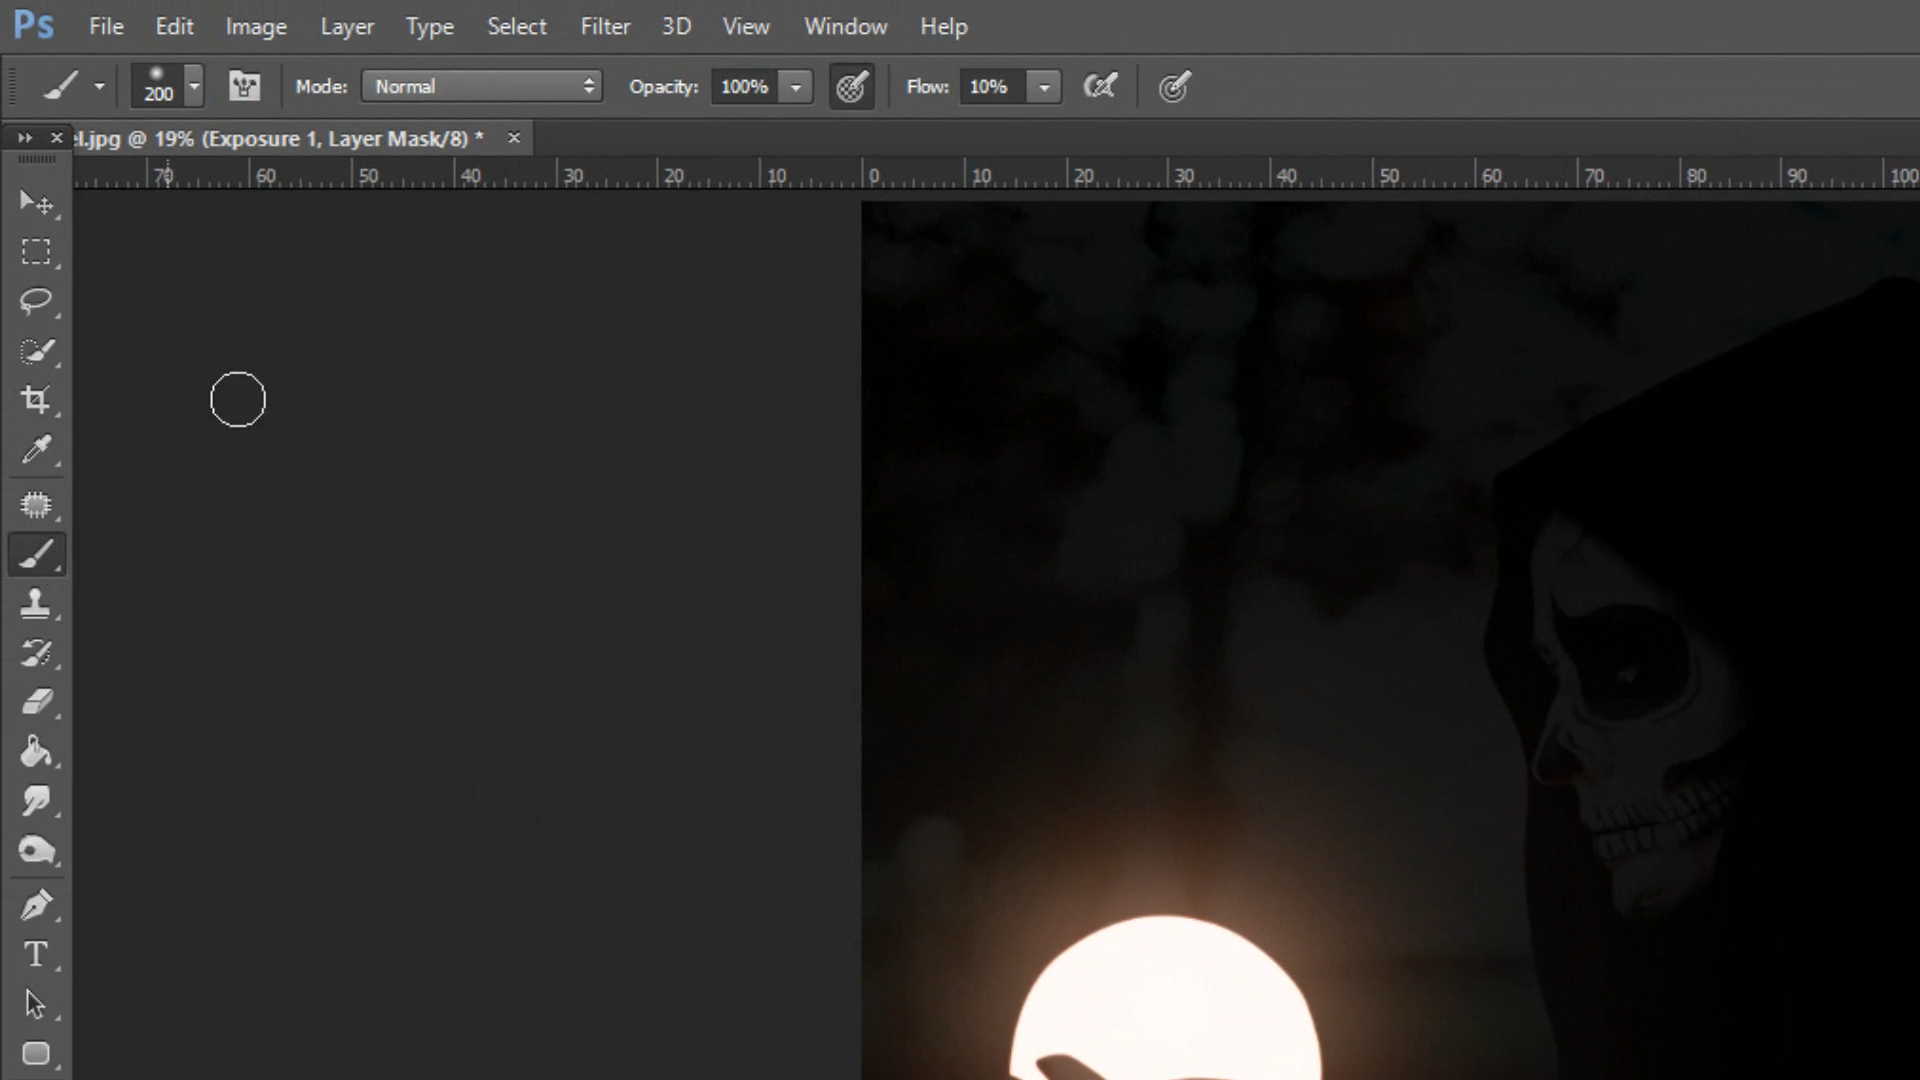 Ps File Edit Image Layer Type Select Filter 3D View Window Help
200 Mode: Normal Opacity: 100% Flow: 10%
el.jpg @ 19% (Exposure 1, Layer Mask/8) *
70 60 50 40 30 20 10 0 10 20 30 40 50 60 70 80 90 100
T